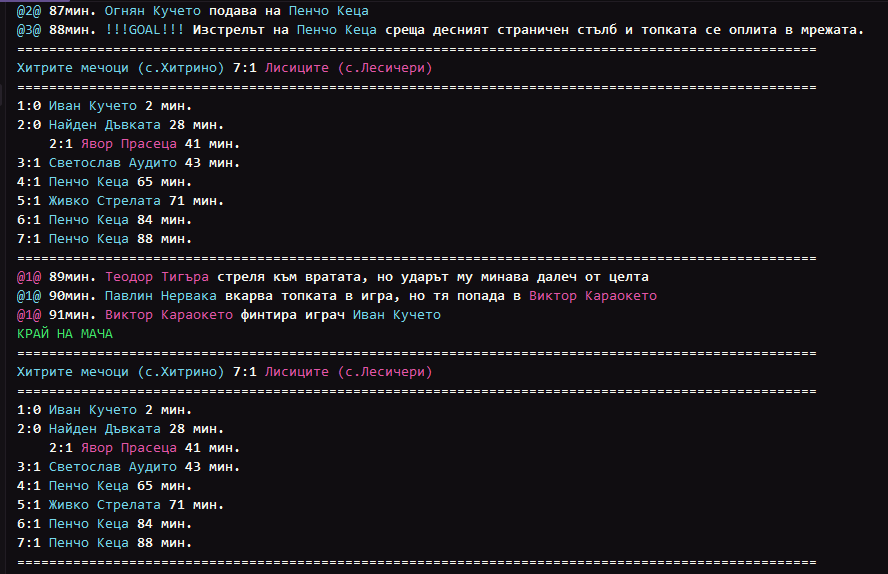 @2@ 87мин. Огнян Кучето подава на Пенчо Кеца
@3@ 88мин. !!!GOAL!!! Изстрелът на Пенчо Кеца среща десният страничен стълб и топката се оплита в мрежата.
====================================================================================================
Хитрите мечоци (с.Хитрино) 7:1 Лисиците (с.Лесичери)
====================================================================================================
1:0 Иван Кучето 2 мин.
2:0 Найден Дъвката 28 мин.
    2:1 Явор Прасеца 41 мин.
3:1 Светослав Аудито 43 мин.
4:1 Пенчо Кеца 65 мин.
5:1 Живко Стрелата 71 мин.
6:1 Пенчо Кеца 84 мин.
7:1 Пенчо Кеца 88 мин.
====================================================================================================
@1@ 89мин. Теодор Тигъра стреля към вратата, но ударът му минава далеч от целта
@1@ 90мин. Павлин Нервака вкарва топката в игра, но тя попада в Виктор Караокето
@1@ 91мин. Виктор Караокето финтира играч Иван Кучето
КРАЙ НА МАЧА
====================================================================================================
Хитрите мечоци (с.Хитрино) 7:1 Лисиците (с.Лесичери)
====================================================================================================
1:0 Иван Кучето 2 мин.
2:0 Найден Дъвката 28 мин.
    2:1 Явор Прасеца 41 мин.
3:1 Светослав Аудито 43 мин.
4:1 Пенчо Кеца 65 мин.
5:1 Живко Стрелата 71 мин.
6:1 Пенчо Кеца 84 мин.
7:1 Пенчо Кеца 88 мин.
====================================================================================================